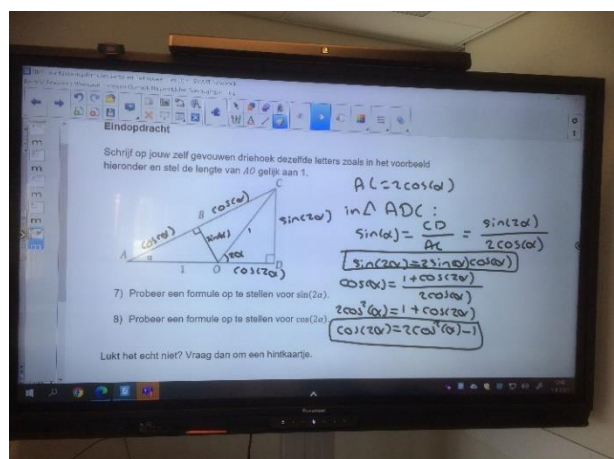 Eindopdracht
Schrijf op jouw zelf gevouwen driehoek dezelfde letters zoals in het voorbeeld
hieronder en stel de lengte van AO gelijk aan 1.
C
cos(α)
B
cos(α)
sin(α)
1
sin(2α)
A
α
2α
1
O
cos(2α)
D
7) Probeer een formule op te stellen voor sin(2α).
8) Probeer een formule op te stellen voor cos(2α).
Lukt het echt niet? Vraag dan om een hintkaartje.
AC=2cos(α)
in △ ADC:
sin(α)= CD/AC = sin(2α)/2cos(α)
sin(2α)=2sin(α)cos(α)
cos(α)= 1+cos(2α)/2cos(α)
2cos²(α)=1+cos(2α)
cos(2α)=2cos²(α)-1